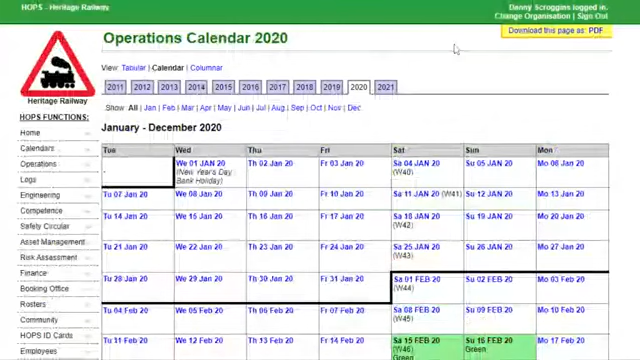 HOPS - Heritage Railway
Danny Scroggins logged in.
Change Organisation | Sign Out
Download this page as: PDF
Operations Calendar 2020
View: Tabular | Calendar | Columnar
2011 2012 2013 2014 2015 2016 2017 2018 2019 2020 2021
Show: All | Jan | Feb | Mar | Apr | May | Jun | Jul | Aug | Sep | Oct | Nov | Dec
January - December 2020
Heritage Railway
HOPS FUNCTIONS:
Home
Calendars
Operations
Logs
Engineering
Competence
Safety Circular
Asset Management
Risk Assessment
Finance
Booking Office
Rosters
Community
HOPS ID Cards
Employees
Tue Wed Thu Fri Sat Sun Mon
. We 01 JAN 20 Th 02 Jan 20 Fr 03 Jan 20 Sa 04 JAN 20 Su 05 JAN 20 Mo 06 Jan 20
(New Year's Day (W40)
Bank Holiday)
Tu 07 Jan 20 We 08 Jan 20 Th 09 Jan 20 Fr 10 Jan 20 Sa 11 JAN 20 (W41) Su 12 JAN 20 Mo 13 Jan 20
Tu 14 Jan 20 We 15 Jan 20 Th 16 Jan 20 Fr 17 Jan 20 Sa 18 JAN 20 Su 19 JAN 20 Mo 20 Jan 20
(W42)
Tu 21 Jan 20 We 22 Jan 20 Th 23 Jan 20 Fr 24 Jan 20 Sa 25 JAN 20 Su 26 JAN 20 Mo 27 Jan 20
(W43)
Tu 28 Jan 20 We 29 Jan 20 Th 30 Jan 20 Fr 31 Jan 20 Sa 01 FEB 20 Su 02 FEB 20 Mo 03 Feb 20
(W44)
Tu 04 Feb 20 We 05 Feb 20 Th 06 Feb 20 Fr 07 Feb 20 Sa 08 FEB 20 Su 09 FEB 20 Mo 10 Feb 20
(W45)
Tu 11 Feb 20 We 12 Feb 20 Th 13 Feb 20 Fr 14 Feb 20 Sa 15 FEB 20 Su 16 FEB 20 Mo 17 Feb 20
(W46) Green
Green